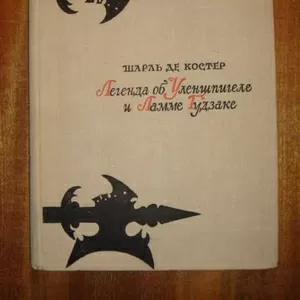 ШАРЛЬ ДЕ КОСТЕР
Легенда об Уленшпигеле
и Ламме Гудзаке